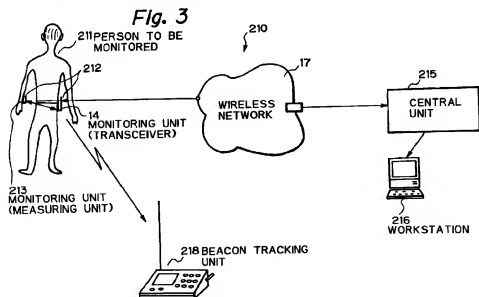 Fig. 3
211 PERSON TO BE
MONITORED
212
210
17
215
WIRELESS
NETWORK
CENTRAL
UNIT
14
MONITORING UNIT
(TRANSCEIVER)
213
MONITORING UNIT
(MEASURING UNIT)
216
WORKSTATION
218 BEACON TRACKING
UNIT